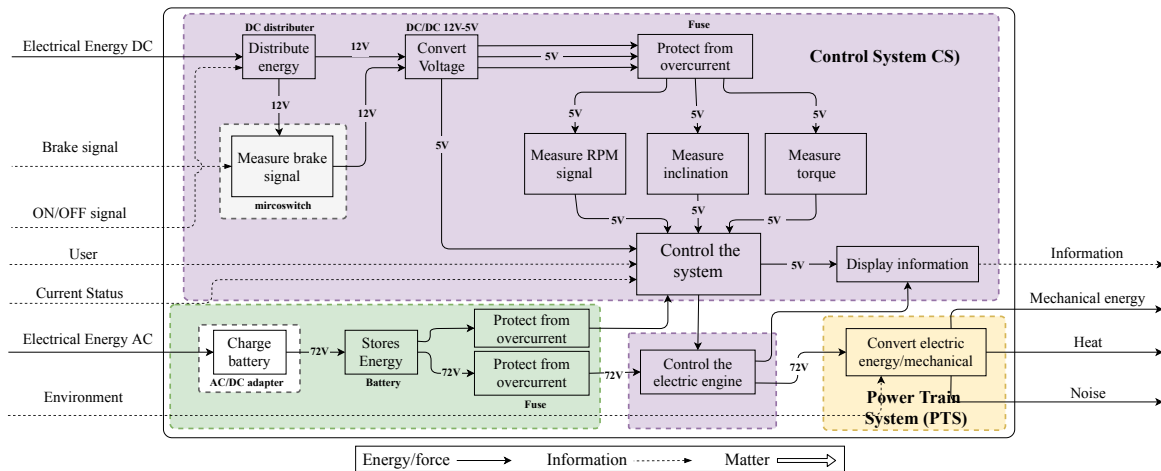 DC distributer
DC/DC 12V-5V
Fuse
Electrical Energy DC
Distribute
energy
12V
Convert
Voltage
5V
Protect from
overcurrent
Control System CS)
12V
12V
5V
5V
5V
5V
Brake signal
Measure brake
signal
Measure RPM
signal
Measure
inclination
Measure
torque
mircoswitch
ON/OFF signal
5V
5V
5V
User
Control the
system
5V
Display information
Information
Current Status
Mechanical energy
Electrical Energy AC
Charge
battery
AC/DC adapter
72V
Stores
Energy
Battery
Protect from
overcurrent
72V
Protect from
overcurrent
Fuse
72V
Control the
electric engine
72V
Convert electric
energy/mechanical
Heat
Environment
Power Train
System (PTS)
Noise
Energy/force
Information
Matter